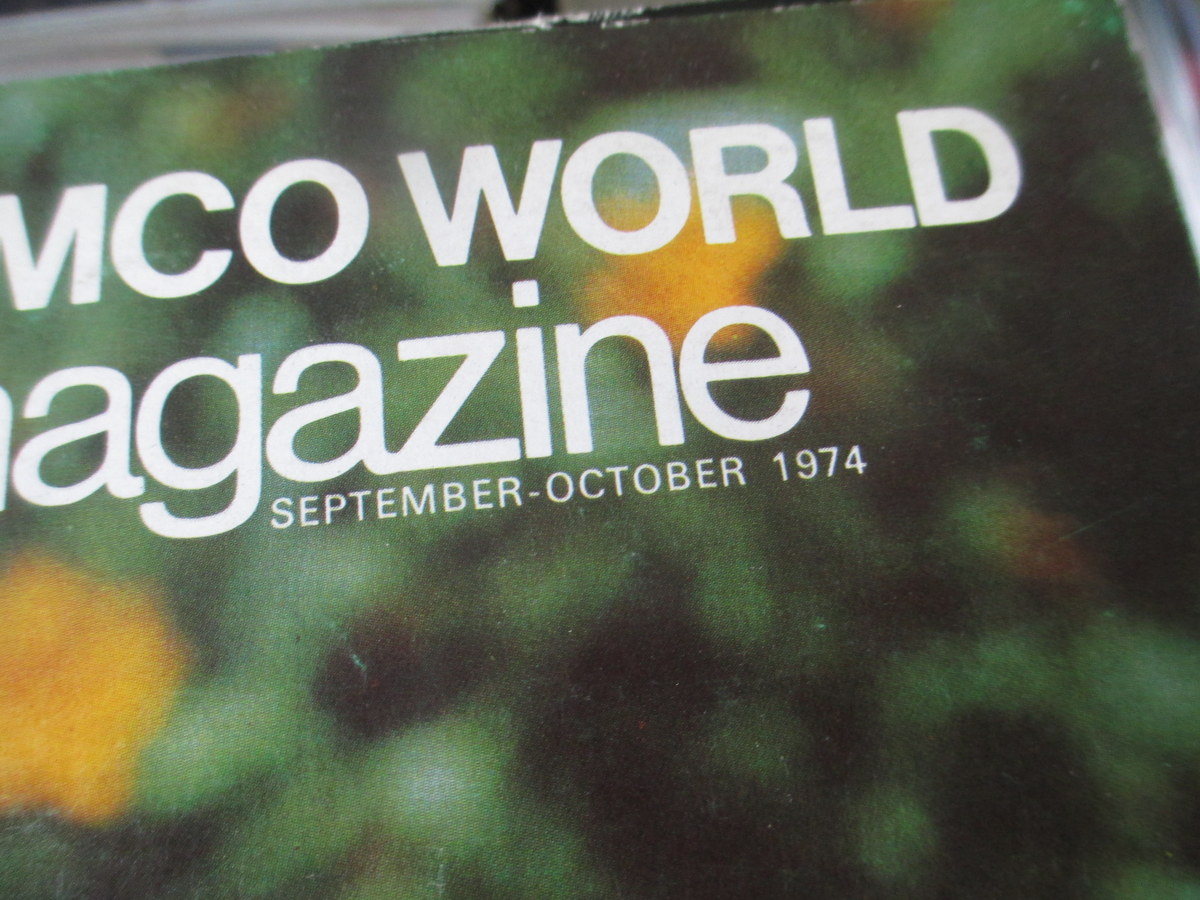 MCO WORLD
agazine
SEPTEMBER-OCTOBER 1974